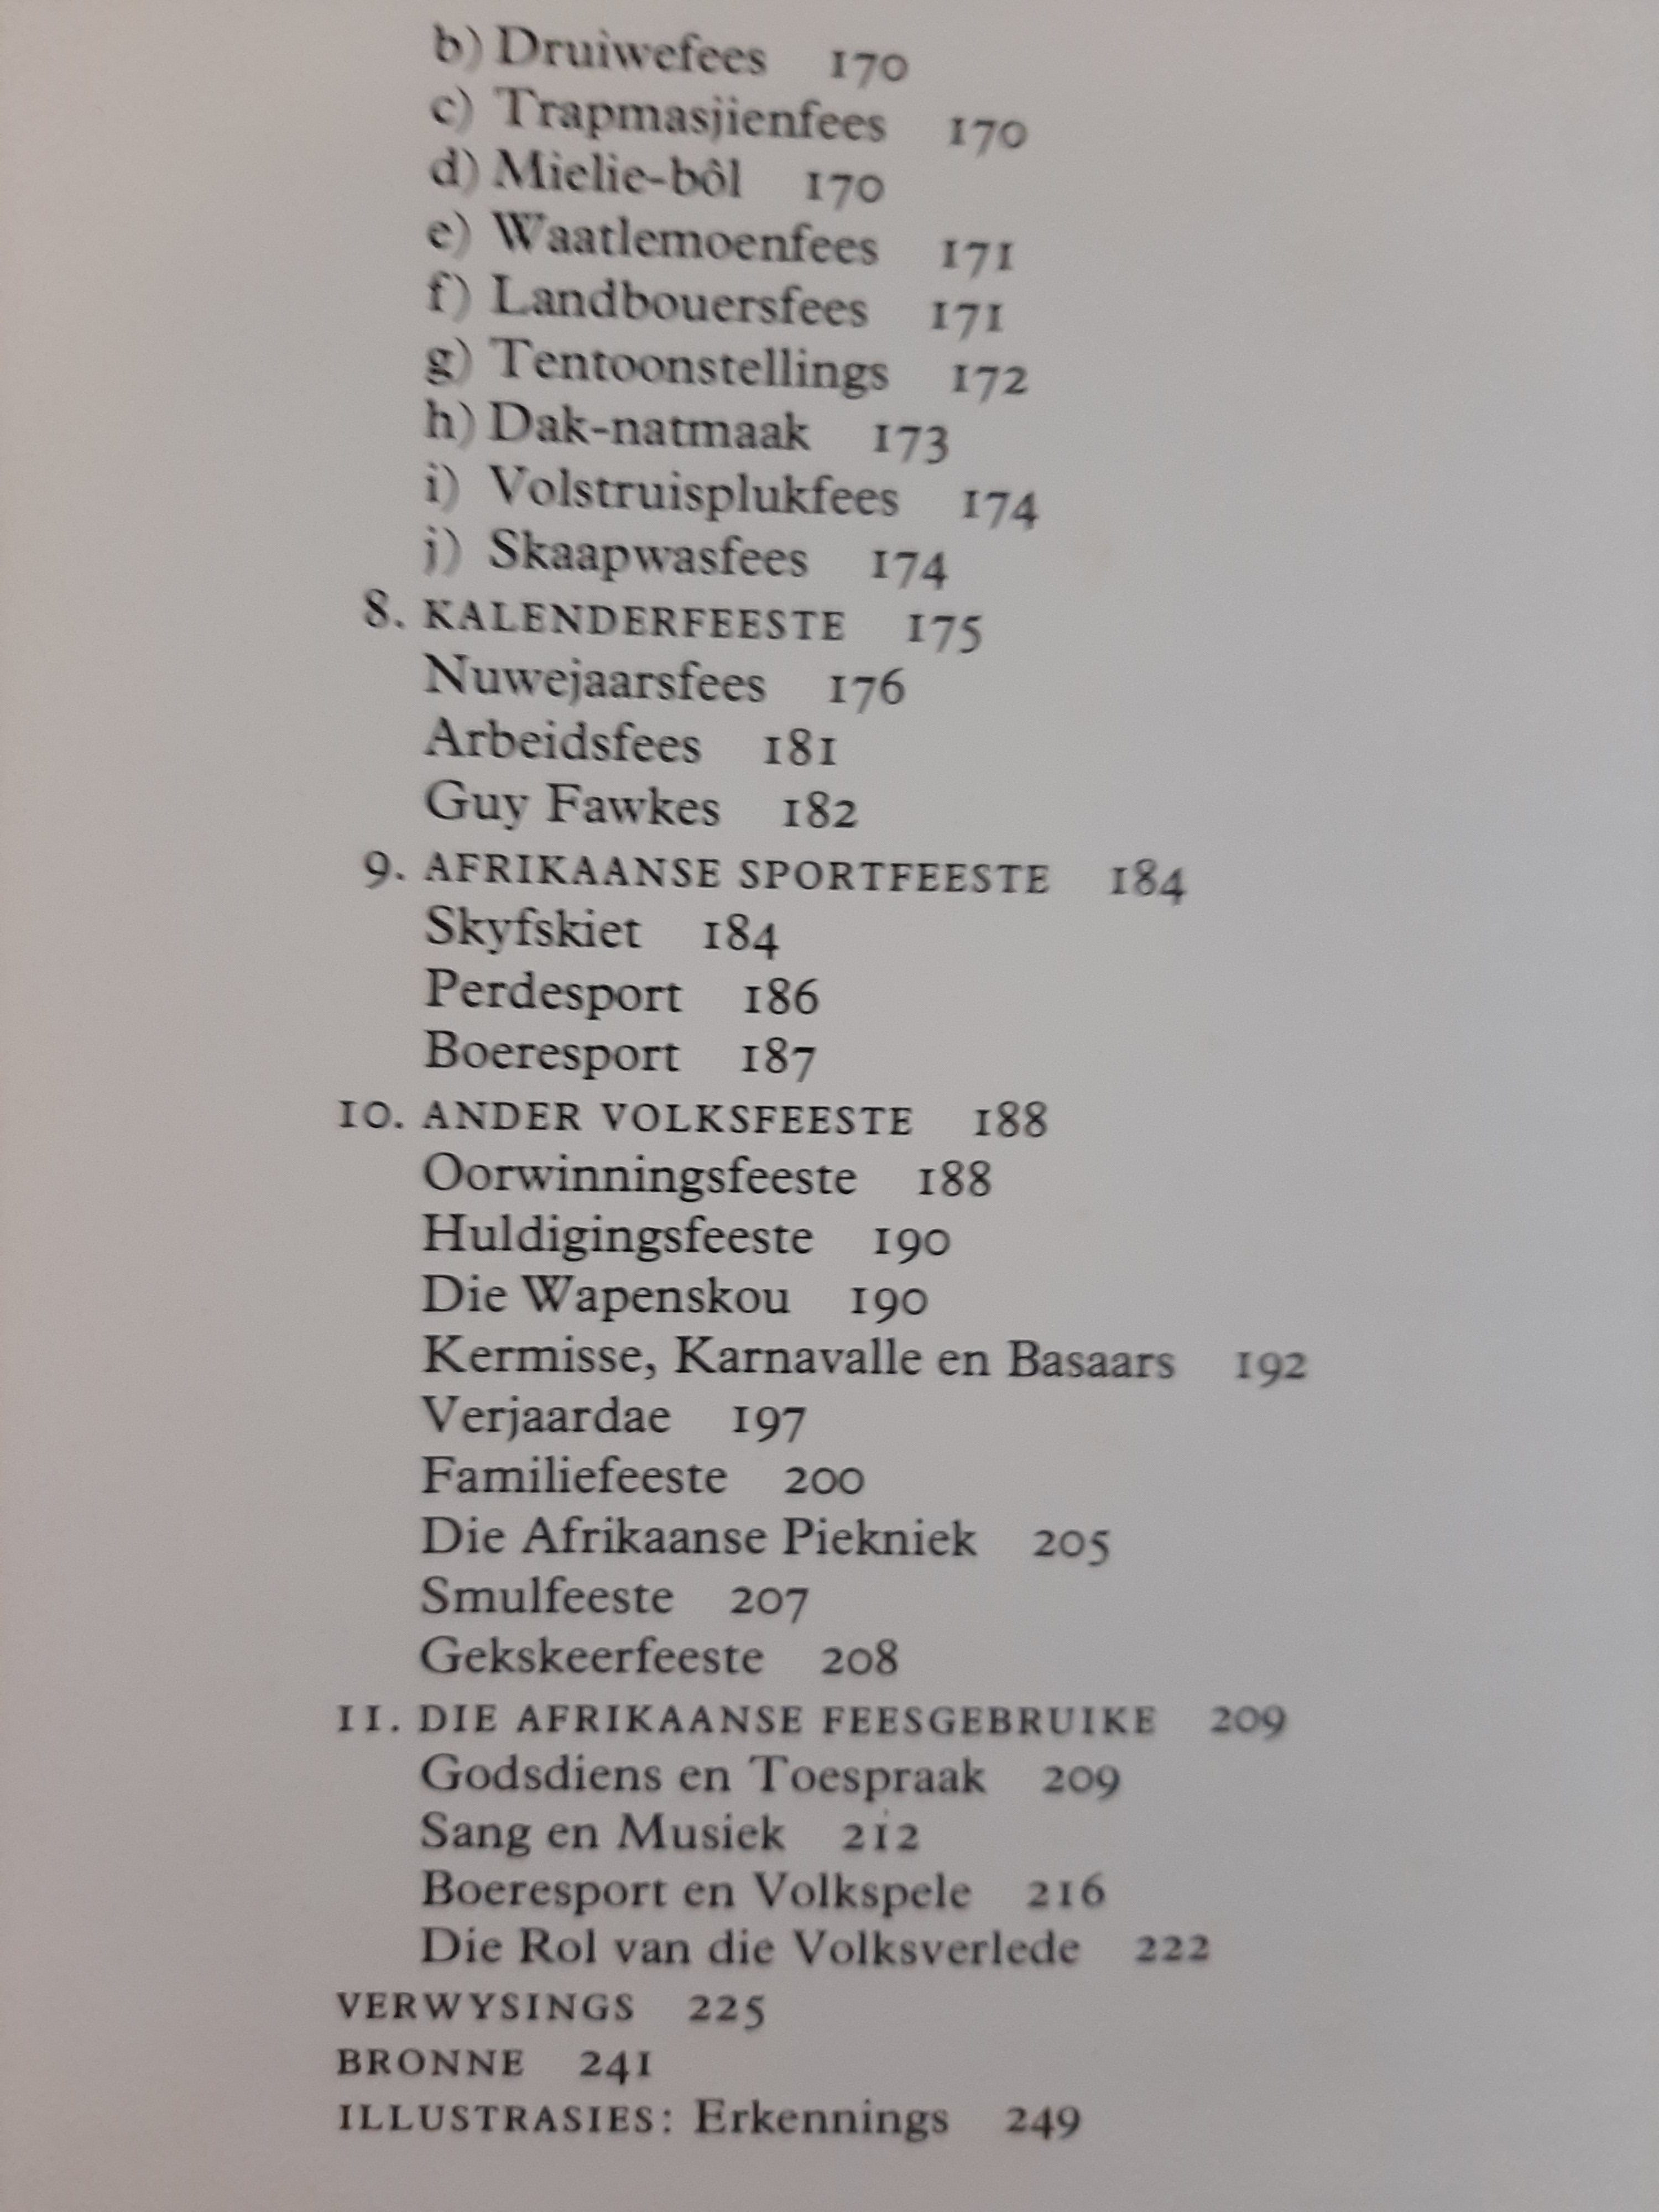 b) Druiwefees 170
c) Trapmasjienfees 170
d) Mielie-bôl 170
e) Waatlemoenfees 171
f) Landbouersfees 171
g) Tentoonstellings 172
h) Dak-natmaak 173
i) Volstruisplukfees 174
j) Skaapwasfees 174
8. KALENDERFEESTE 175
Nuwejaarsfees 176
Arbeidsfees 181
Guy Fawkes 182
9. AFRIKAANSE SPORTFEESTE 184
Skyfskiet 184
Perdesport 186
Boeresport 187
10. ANDER VOLKSFEESTE 188
Oorwinningsfeeste 188
Huldigingsfeeste 190
Die Wapenskou 190
Kermisse, Karnavalle en Basaars 192
Verjaardae 197
Familiefeeste 200
Die Afrikaanse Piekniek 205
Smulfeeste 207
Gekskeerfeeste 208
11. DIE AFRIKAANSE FEESGEBRUIKE 209
Godsdiens en Toespraak 209
Sang en Musiek 212
Boeresport en Volkspele 216
Die Rol van die Volksverlede 222
VERWYSINGS 225
BRONNE 241
ILLUSTRASIES: Erkennings 249